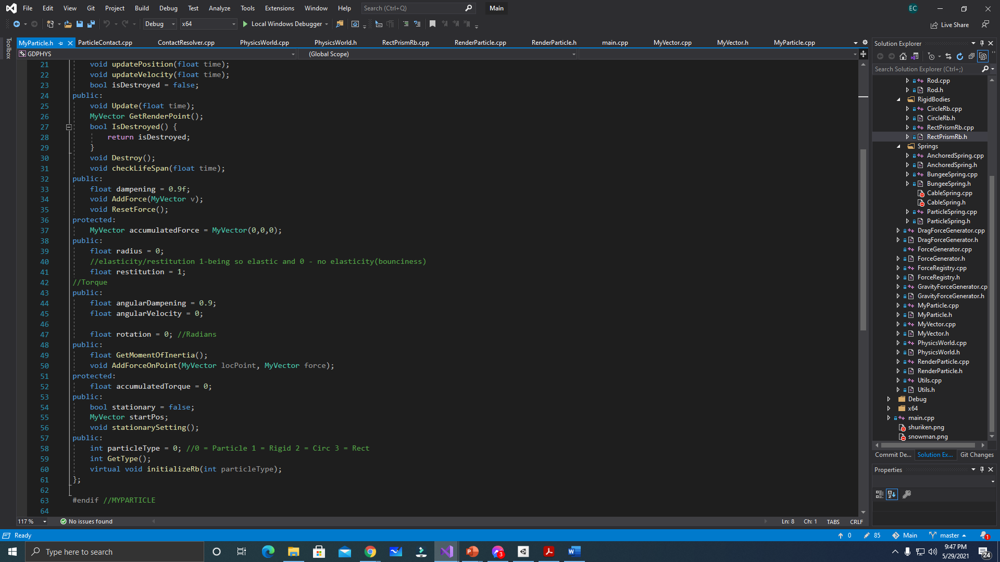 File Edit View Git Project Build Debug Test Analyze Tools Extensions Window Help Search (Ctrl+Q) Main EC
Debug x64 Local Windows Debugger Live Share
Toolbox
MyParticle.h ParticleContact.cpp ContactResolver.cpp PhysicsWorld.cpp PhysicsWorld.h RectPrismRb.cpp RenderParticle.cpp RenderParticle.h main.cpp MyVector.cpp MyVector.h MyParticle.cpp
GDPHYS (Global Scope)
21 void updatePosition(float time);
22 void updateVelocity(float time);
23 bool isDestroyed = false;
24 public:
25 void Update(float time);
26 MyVector GetRenderPoint();
27 bool IsDestroyed() {
28 return isDestroyed;
29 }
30 void Destroy();
31 void checkLifeSpan(float time);
32 public:
33 float dampening = 0.9f;
34 void AddForce(MyVector v);
35 void ResetForce();
36 protected:
37 MyVector accumulatedForce = MyVector(0,0,0);
38 public:
39 float radius = 0;
40 //elasticity/restitution 1-being so elastic and 0 - no elasticity(bounciness)
41 float restitution = 1;
42 //Torque
43 public:
44 float angularDampening = 0.9;
45 float angularVelocity = 0;
46
47 float rotation = 0; //Radians
48 public:
49 float GetMomentOfInertia();
50 void AddForceOnPoint(MyVector locPoint, MyVector force);
51 protected:
52 float accumulatedTorque = 0;
53 public:
54 bool stationary = false;
55 MyVector startPos;
56 void stationarySetting();
57 public:
58 int particleType = 0; //0 = Particle 1 = Rigid 2 = Circ 3 = Rect
59 int GetType();
60 virtual void initializeRb(int particleType);
61 };
62
63 #endif //MYPARTICLE
64
117 % No issues found Ln: 8 Ch: 1 TABS CRLF
Solution Explorer
Search Solution Explorer (Ctrl+;)
Rod.cpp
Rod.h
RigidBodies
CircleRb.cpp
CircleRb.h
RectPrismRb.cpp
RectPrismRb.h
Springs
AnchoredSpring.cpp
AnchoredSpring.h
BungeeSpring.cpp
BungeeSpring.h
CableSpring.cpp
CableSpring.h
ParticleSpring.cpp
ParticleSpring.h
DragForceGenerator.cpp
DragForceGenerator.h
ForceGenerator.cpp
ForceGenerator.h
ForceRegistry.cpp
ForceRegistry.h
GravityForceGenerator.cp
GravityForceGenerator.h
MyParticle.cpp
MyParticle.h
MyVector.cpp
MyVector.h
PhysicsWorld.cpp
PhysicsWorld.h
RenderParticle.cpp
RenderParticle.h
Utils.cpp
Utils.h
Debug
x64
main.cpp
shuriken.png
snowman.png
Commit De... Solution Ex... Git Changes
Properties
Ready 0 85 Main master 1
Type here to search 3 9:47 PM
5/29/2021 24